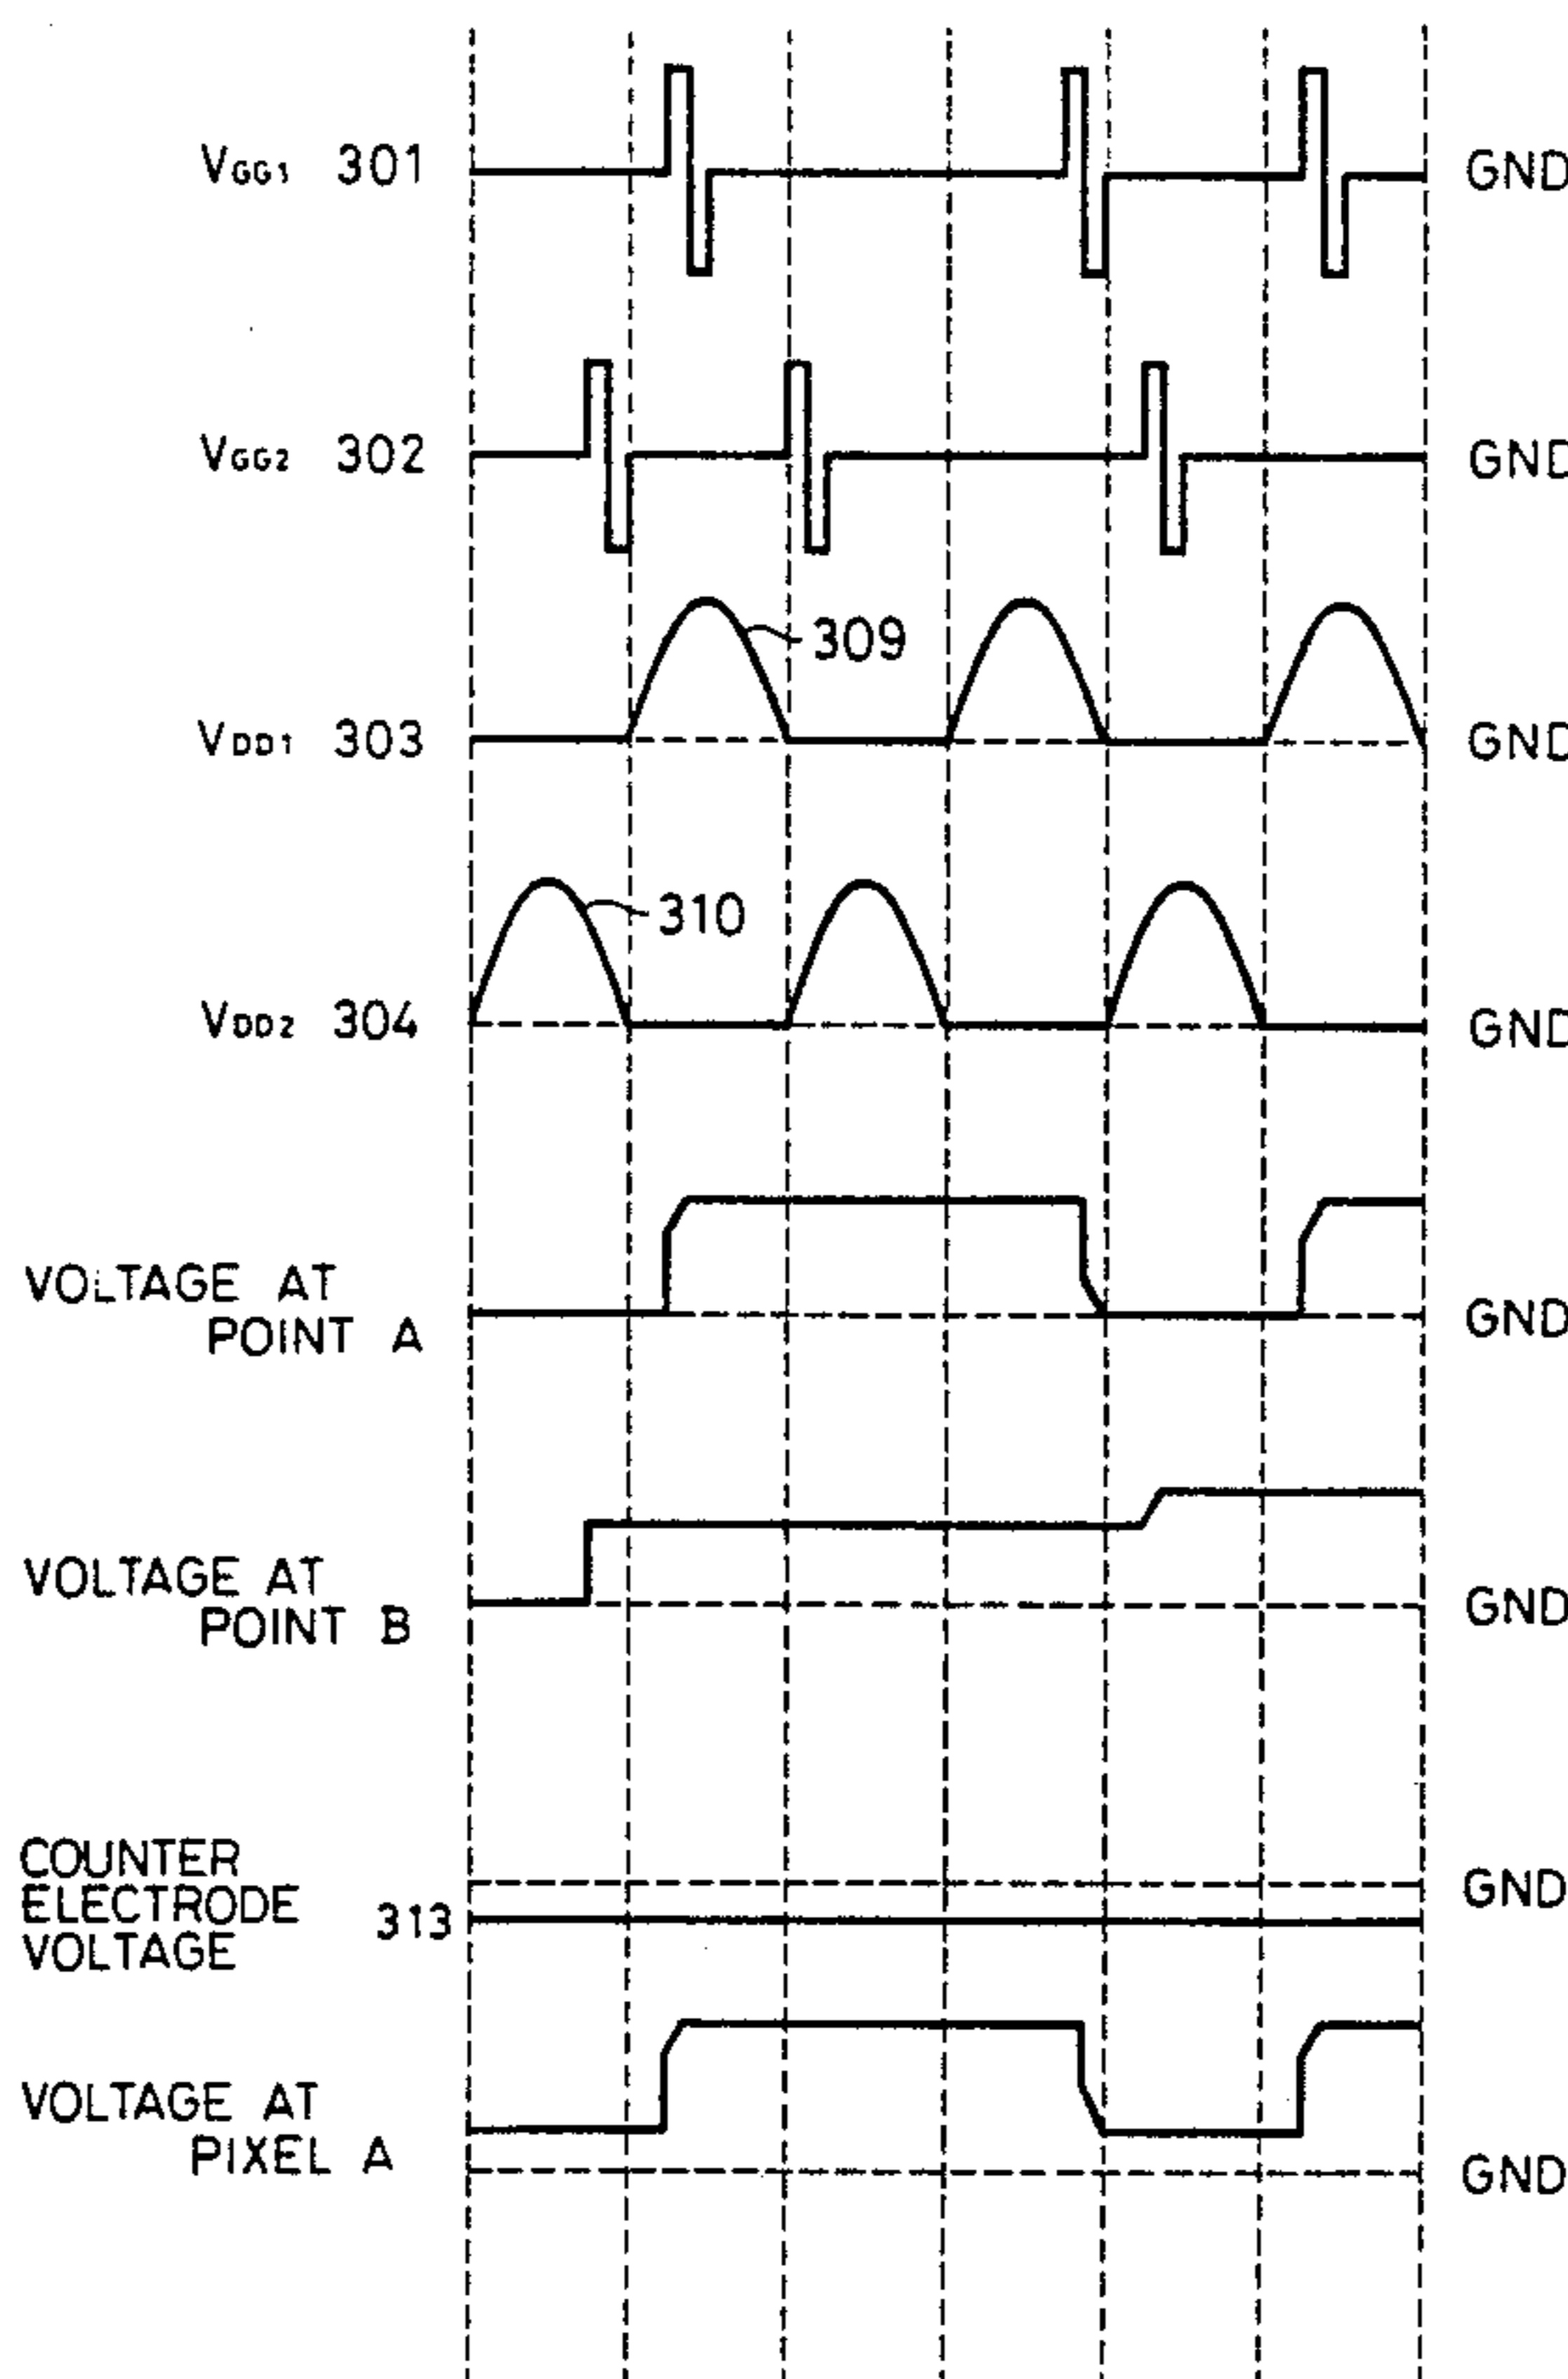 VGG1 301 GND
VGG2 302 GND
309
VDD1 303 GND
310
VDD2 304 GND
VOLTAGE AT
POINT A GND
VOLTAGE AT
POINT B GND
COUNTER
ELECTRODE
VOLTAGE 313 GND
VOLTAGE AT
PIXEL A GND